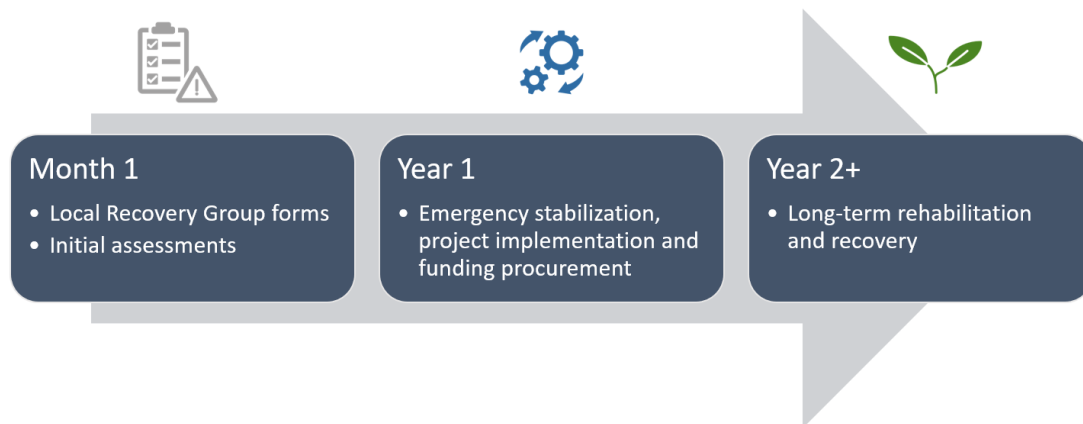 Month 1
• Local Recovery Group forms
• Initial assessments
Year 1
• Emergency stabilization,
project implementation and
funding procurement
Year 2+
• Long-term rehabilitation
and recovery